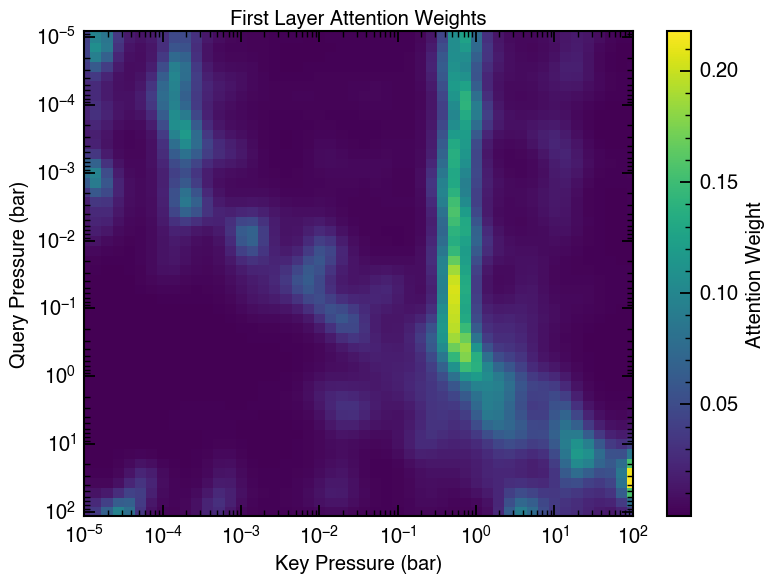 First Layer Attention Weights
Query Pressure (bar)
10⁻⁵
10⁻⁴
10⁻³
10⁻²
10⁻¹
10⁰
10¹
10²
10⁻⁵ 10⁻⁴ 10⁻³ 10⁻² 10⁻¹ 10⁰ 10¹ 10²
Key Pressure (bar)
0.20
0.15
0.10
0.05
Attention Weight